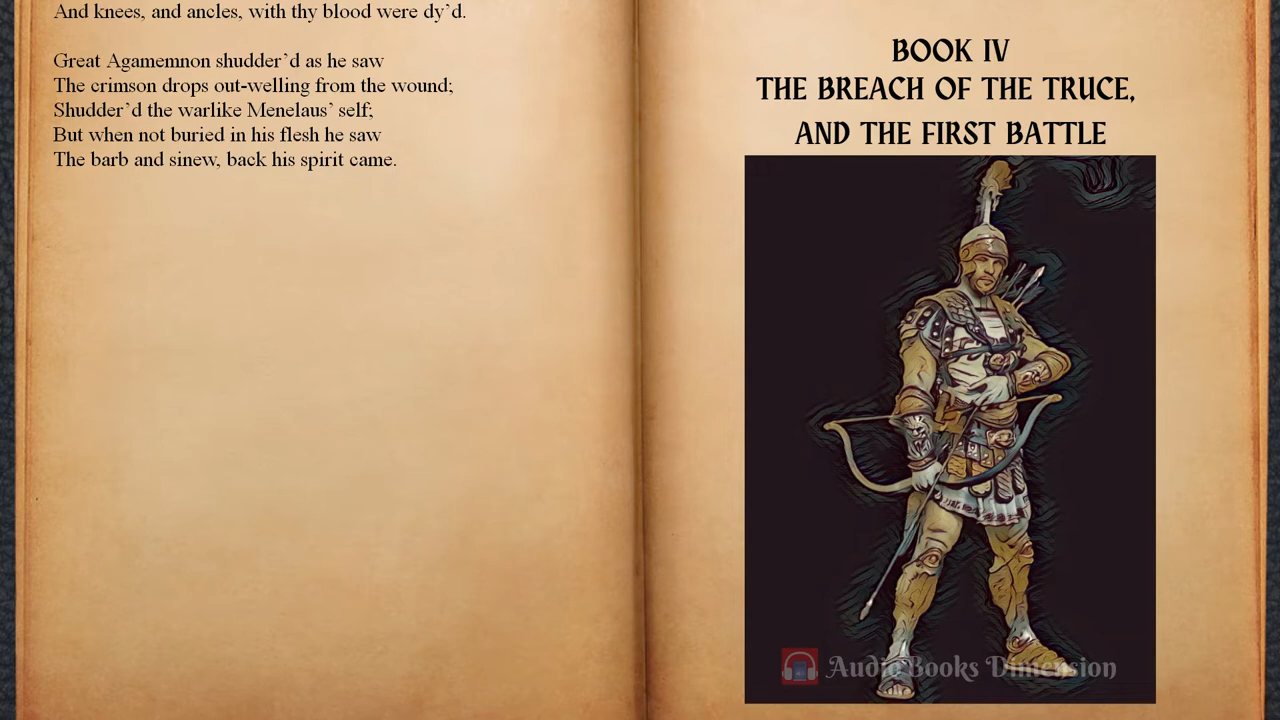 And knees, and ancles, with thy blood were dy’d.
Great Agamemnon shudder’d as he saw
The crimson drops out-welling from the wound;
Shudder’d the warlike Menelaus’ self;
But when not buried in his flesh he saw
The barb and sinew, back his spirit came.
BOOK IV
THE BREACH OF THE TRUCE,
AND THE FIRST BATTLE
Audio Books Dimension